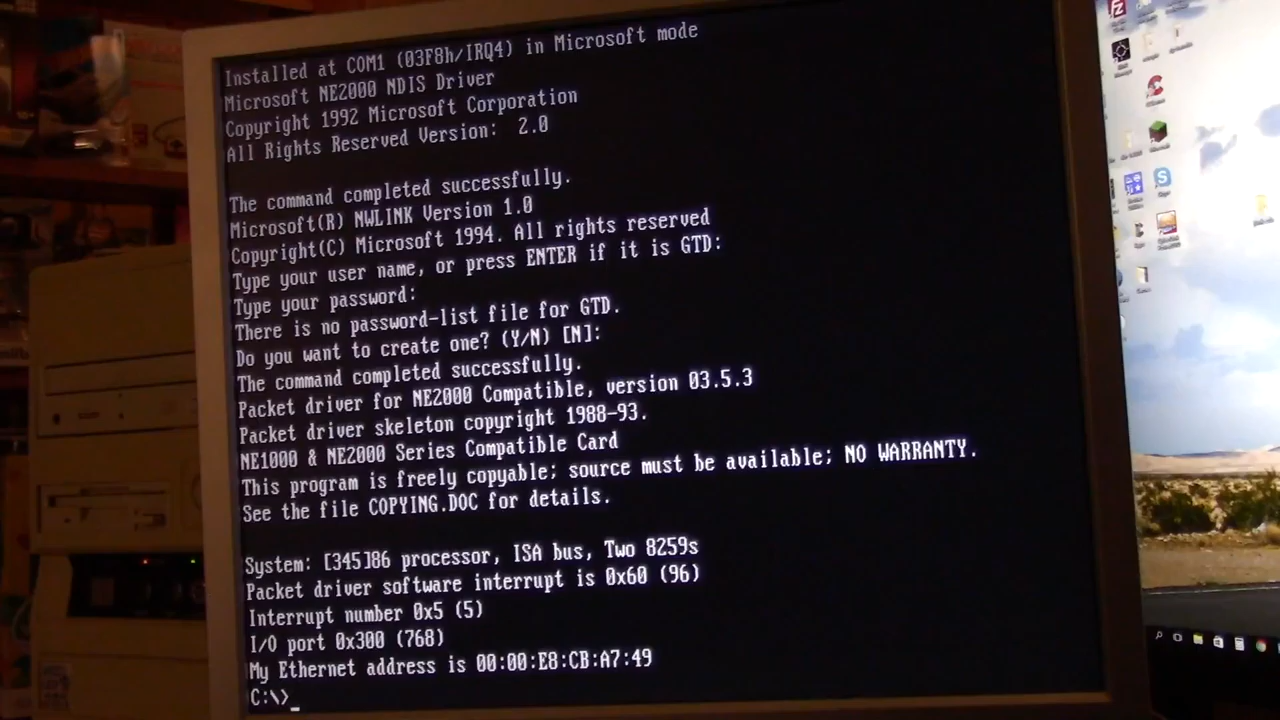 Installed at COM1 (03F8h/IRQ4) in Microsoft mode
Microsoft NE2000 NDIS Driver
Copyright 1992 Microsoft Corporation
All Rights Reserved Version:  2.0
The command completed successfully.
Microsoft(R) NWLINK Version 1.0
Copyright(C) Microsoft 1994. All rights reserved
Type your user name, or press ENTER if it is GTD:
Type your password:
There is no password-list file for GTD.
Do you want to create one? (Y/N) [N]:
The command completed successfully.
Packet driver for NE2000 Compatible, version 03.5.3
Packet driver skeleton copyright 1988-93.
NE1000 & NE2000 Series Compatible Card
This program is freely copyable; source must be available; NO WARRANTY.
See the file COPYING.DOC for details.
System: [345]86 processor, ISA bus, Two 8259s
Packet driver software interrupt is 0x60 (96)
Interrupt number 0x5 (5)
I/O port 0x300 (768)
My Ethernet address is 00:00:E8:CB:A7:49
C:\>_